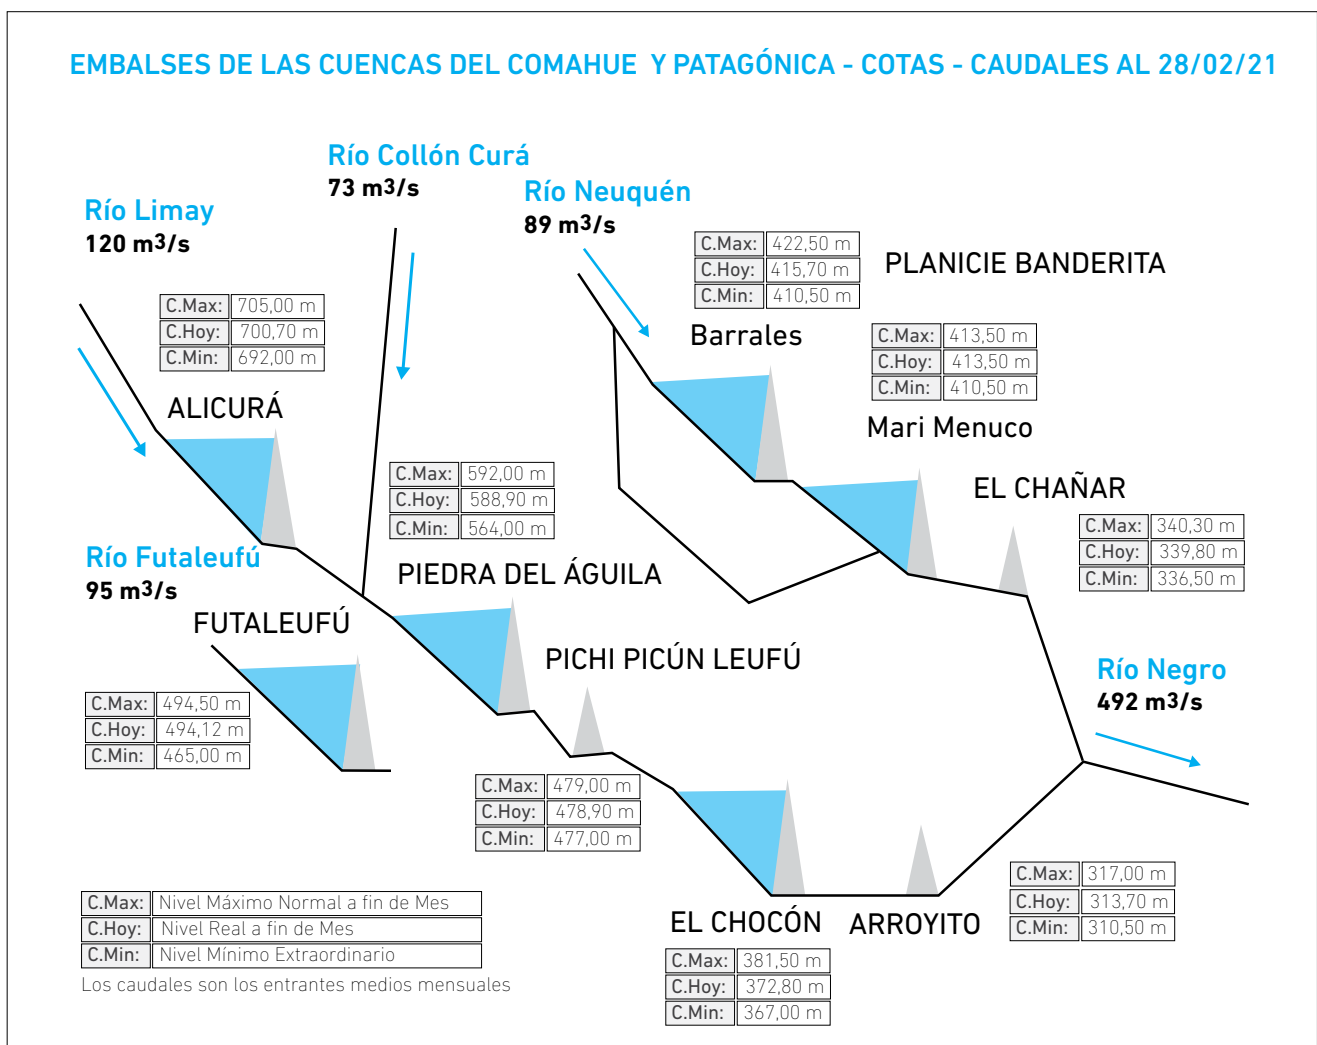 EMBALSES DE LAS CUENCAS DEL COMAHUE Y PATAGÓNICA - COTAS - CAUDALES AL 28/02/21
Río Collón Curá
73 m3/s
Río Neuquén
89 m3/s
Río Limay
120 m3/s
C.Max: 422,50 m
C.Hoy: 415,70 m
C.Min: 410,50 m
PLANICIE BANDERITA
Barrales
C.Max: 705,00 m
C.Hoy: 700,70 m
C.Min: 692,00 m
ALICURÁ
C.Max: 413,50 m
C.Hoy: 413,50 m
C.Min: 410,50 m
Mari Menuco
C.Max: 592,00 m
C.Hoy: 588,90 m
C.Min: 564,00 m
PIEDRA DEL ÁGUILA
EL CHAÑAR
C.Max: 340,30 m
C.Hoy: 339,80 m
C.Min: 336,50 m
Río Futaleufú
95 m3/s
FUTALEUFÚ
C.Max: 494,50 m
C.Hoy: 494,12 m
C.Min: 465,00 m
PICHI PICÚN LEUFÚ
C.Max: 479,00 m
C.Hoy: 478,90 m
C.Min: 477,00 m
Río Negro
492 m3/s
EL CHOCÓN
C.Max: 381,50 m
C.Hoy: 372,80 m
C.Min: 367,00 m
ARROYITO
C.Max: 317,00 m
C.Hoy: 313,70 m
C.Min: 310,50 m
C.Max: Nivel Máximo Normal a fin de Mes
C.Hoy: Nivel Real a fin de Mes
C.Min: Nivel Mínimo Extraordinario
Los caudales son los entrantes medios mensuales